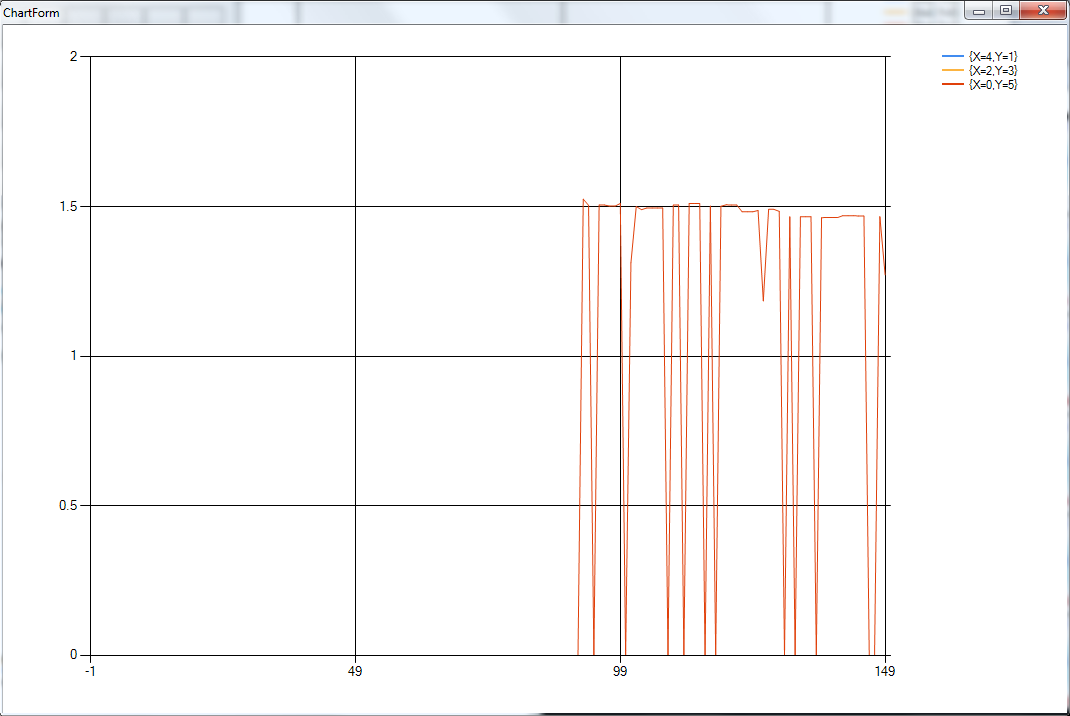 ChartForm
{X=4,Y=1}
{X=2,Y=3}
{X=0,Y=5}
2
1.5
1
0.5
0
-1 49 99 149